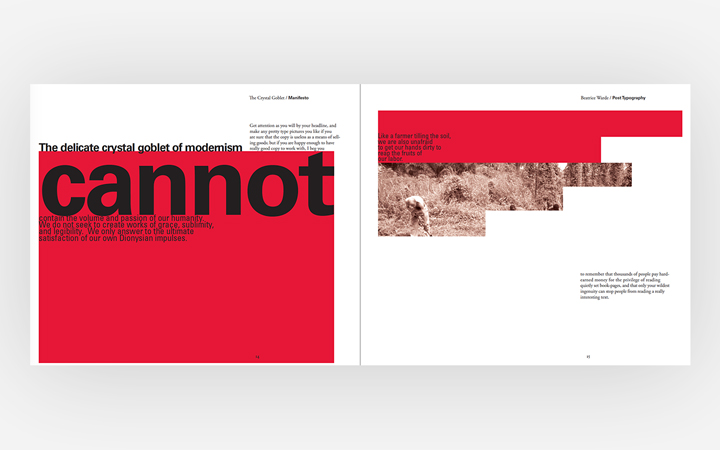 The Crystal Goblet / Manifesto
Get attention as you will by your headline, and
make any pretty type pictures you like if you
are sure that the copy is useless as a means of sell-
ing goods; but if you are happy enough to have
really good copy to work with, I beg you
The delicate crystal goblet of modernism
cannot
contain the volume and passion of our humanity.
We do not seek to create works of grace, sublimity,
and legibility. We only answer to the ultimate
satisfaction of our own Dionysian impulses.
Beatrice Warde / Post Typography
Like a farmer tilling the soil,
we are also unafraid
to get our hands dirty to
reap the fruits of
our labor.
to remember that thousands of people pay hard-
earned money for the privilege of reading
quietly set book-pages, and that only your wildest
ingenuity can stop people from reading a really
interesting text.